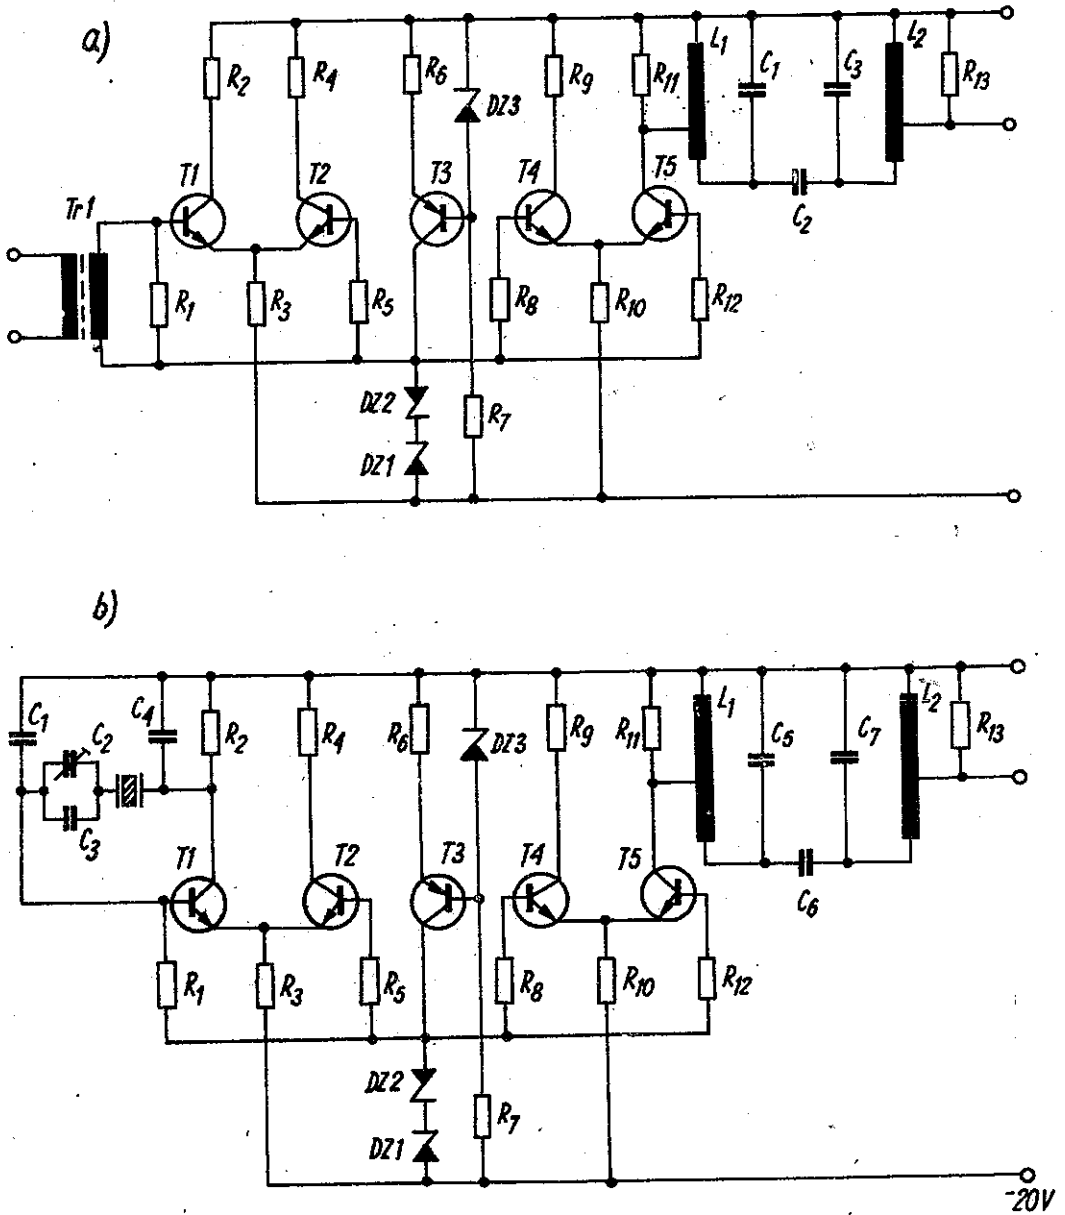 a)
R2 R4 R6 DZ3 R9 R11 L1 C1 C3 L2 R13
T1 T2 T3 T4 T5
Tr1 C2
R1 R3 R5 R8 R10 R12
DZ2 R7
DZ1
b)
C1 C2 C4 R2 R4 R6 DZ3 R9 R11 L1 C5 C7 L2 R13
C3
T1 T2 T3 T4 T5 C6
R1 R3 R5 R8 R10 R12
DZ2 R7
DZ1
-20V